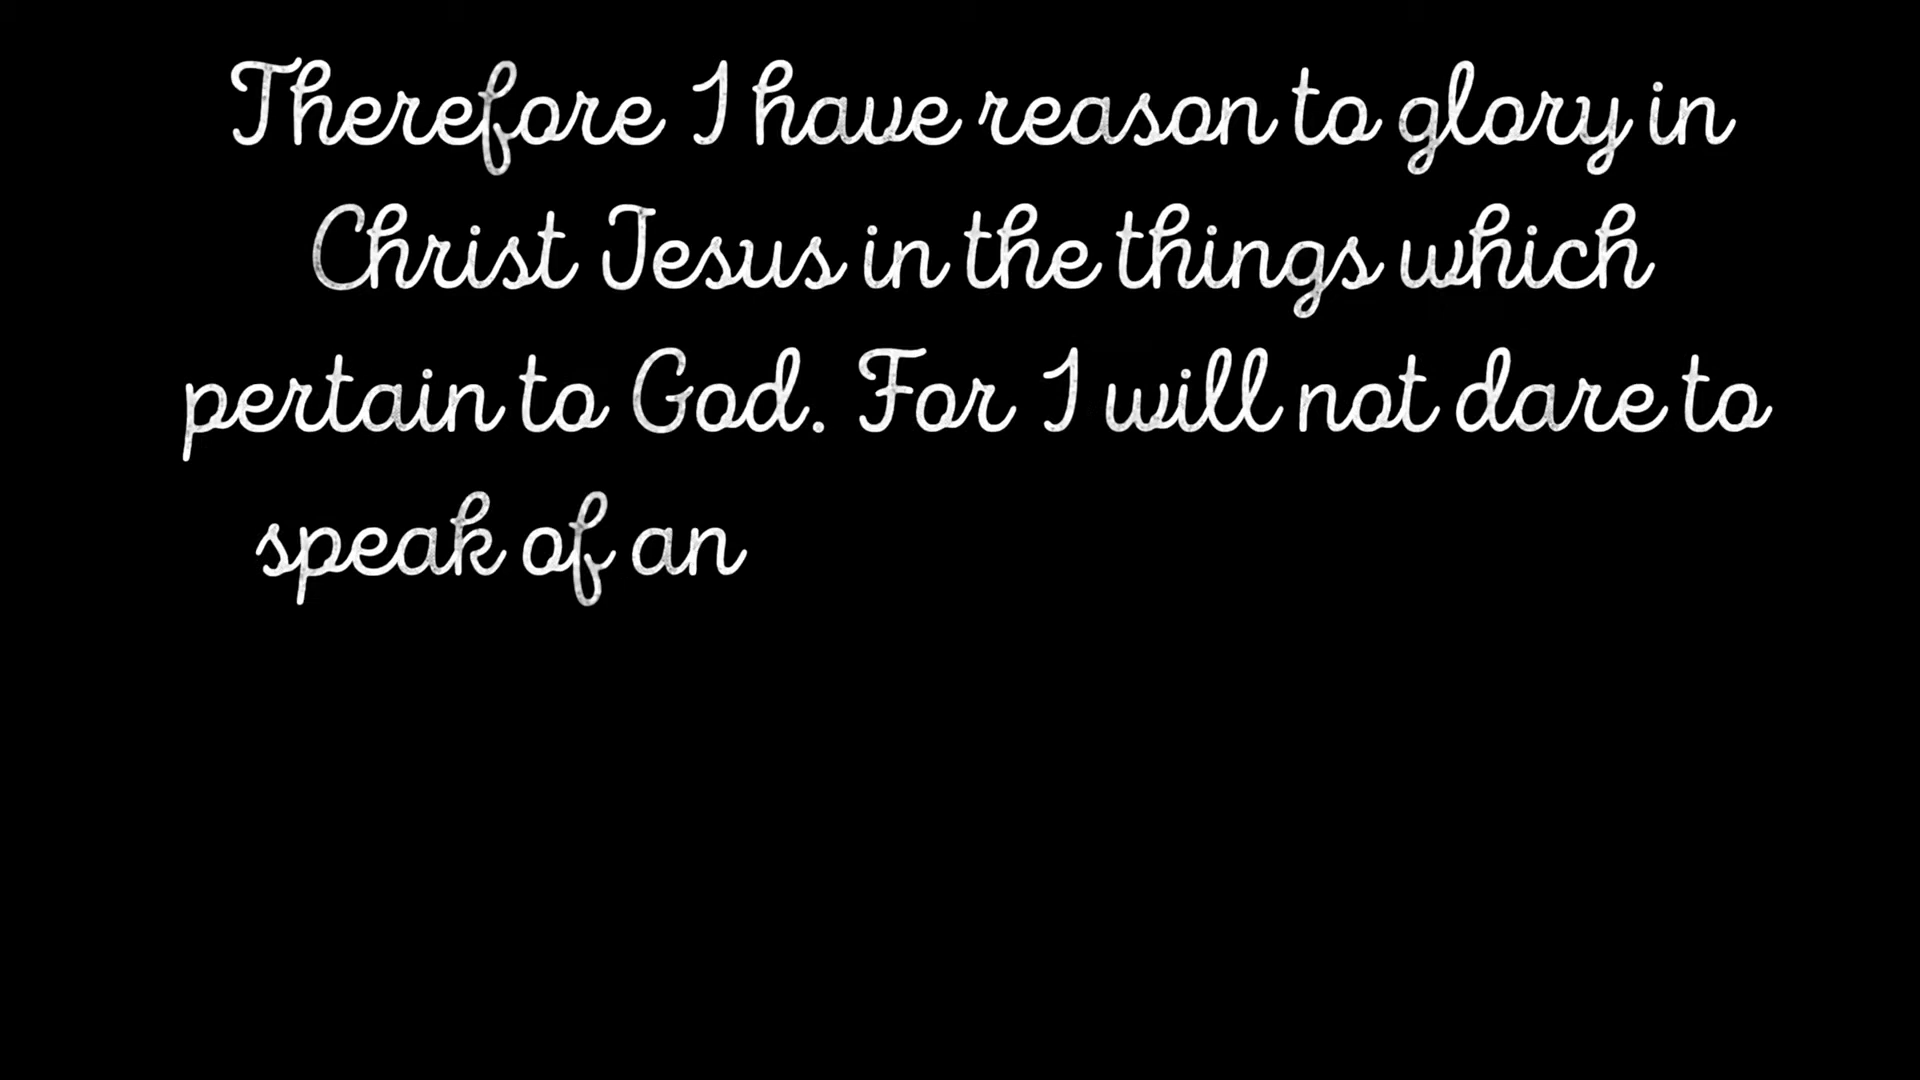 Therefore I have reason to glory in
Christ Jesus in the things which
pertain to God. For I will not dare to
speak of an